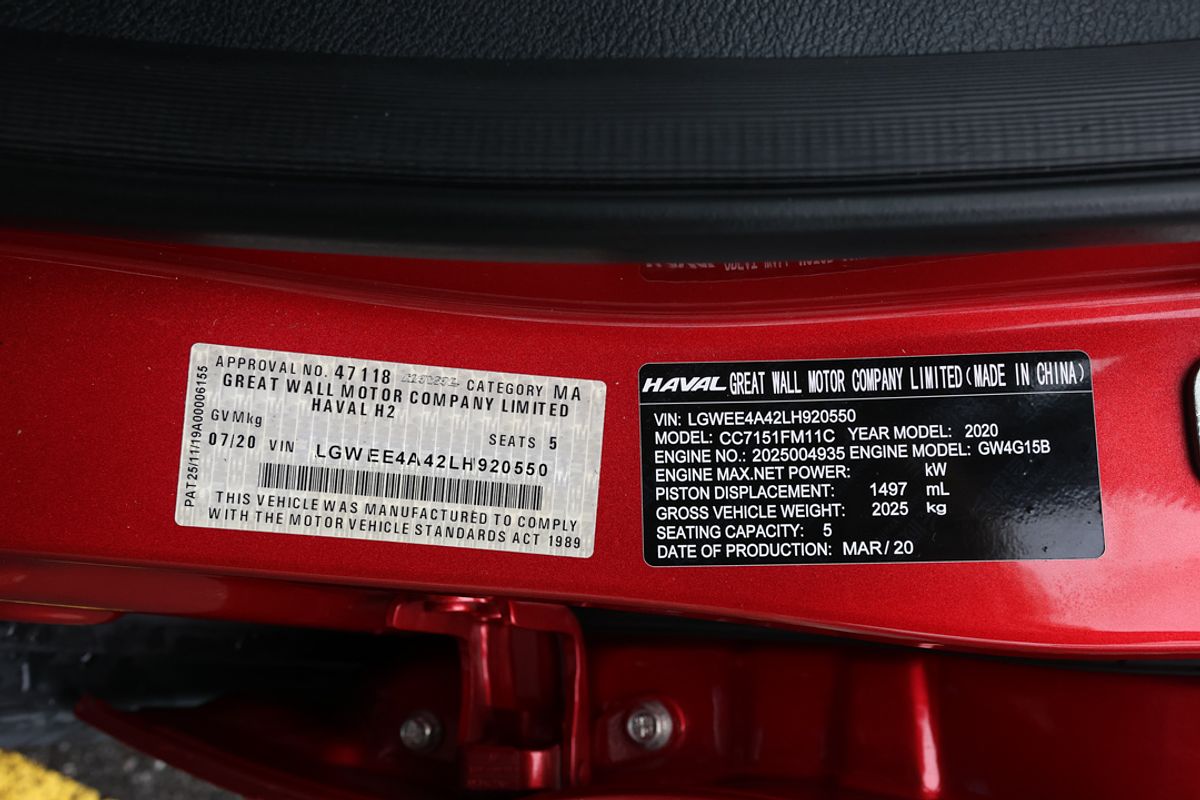 APPROVAL NO. 47118 HAVAL CATEGORY MA
GREAT WALL MOTOR COMPANY LIMITED
HAVAL H2
GVMkg
SEATS 5
07/20 VIN LGWEE4A42LH920550
THIS VEHICLE WAS MANUFACTURED TO COMPLY
WITH THE MOTOR VEHICLE STANDARDS ACT 1989
PAT25/11/19A00006155
HAVAL GREAT WALL MOTOR COMPANY LIMITED(MADE IN CHINA)
VIN: LGWEE4A42LH920550
MODEL: CC7151FM11C YEAR MODEL: 2020
ENGINE NO.: 2025004935 ENGINE MODEL: GW4G15B
ENGINE MAX.NET POWER: kW
PISTON DISPLACEMENT: 1497 mL
GROSS VEHICLE WEIGHT: 2025 kg
SEATING CAPACITY: 5
DATE OF PRODUCTION: MAR/20